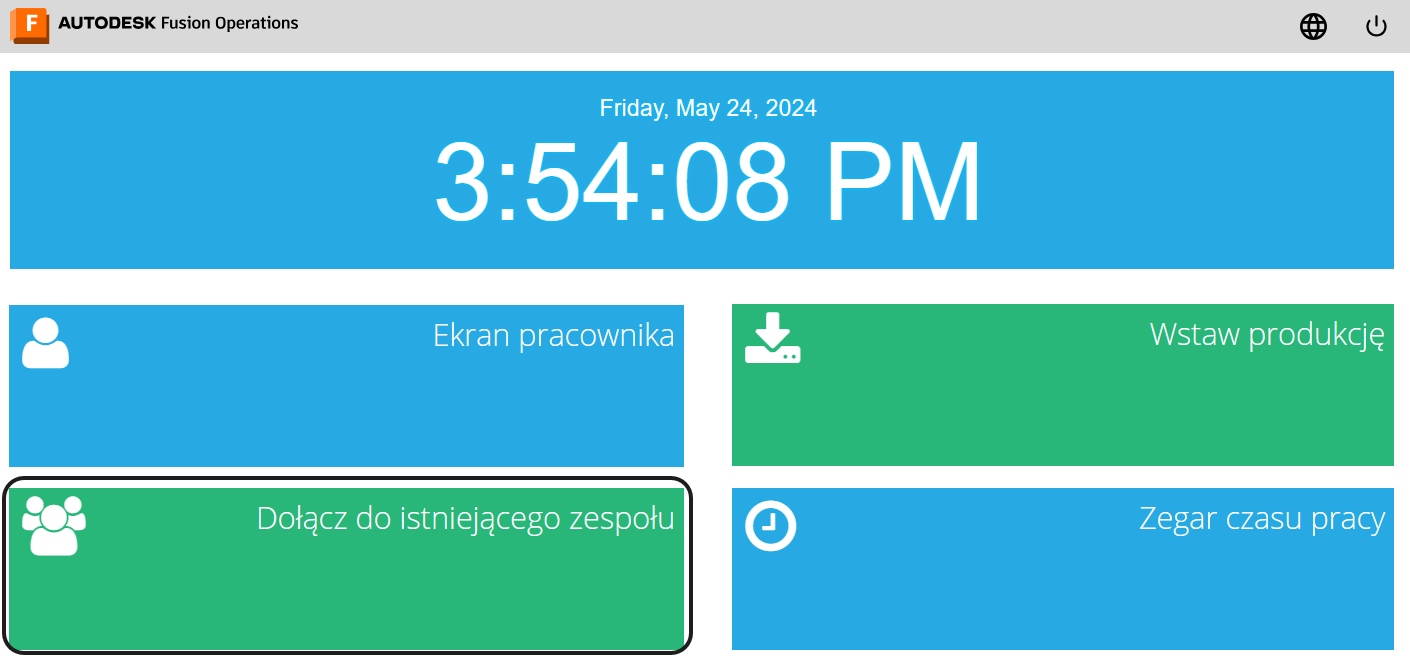 F AUTODESK Fusion Operations
Friday, May 24, 2024
3:54:08 PM
Ekran pracownika
Wstaw produkcję
Dołącz do istniejącego zespołu
Zegar czasu pracy